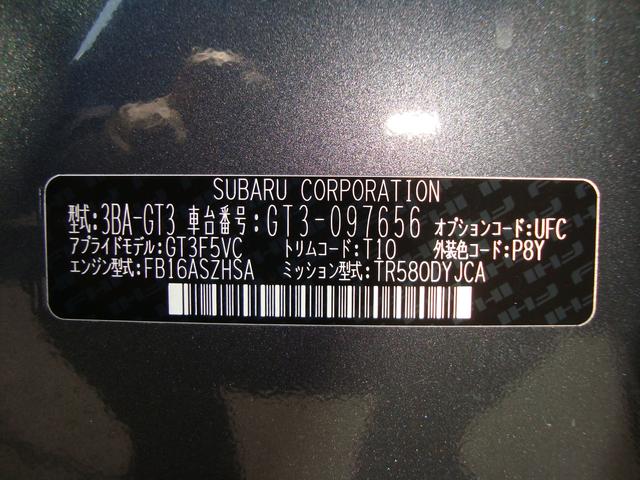 SUBARU CORPORATION
型式:3BA-GT3 車台番号:GT3-097656 オプションコード:UFC
アプライドモデル:GT3F5VC トリムコード:T10 外装色コード:P8Y
エンジン型式:FB16ASZHSA ミッション型式:TR580DYJCA